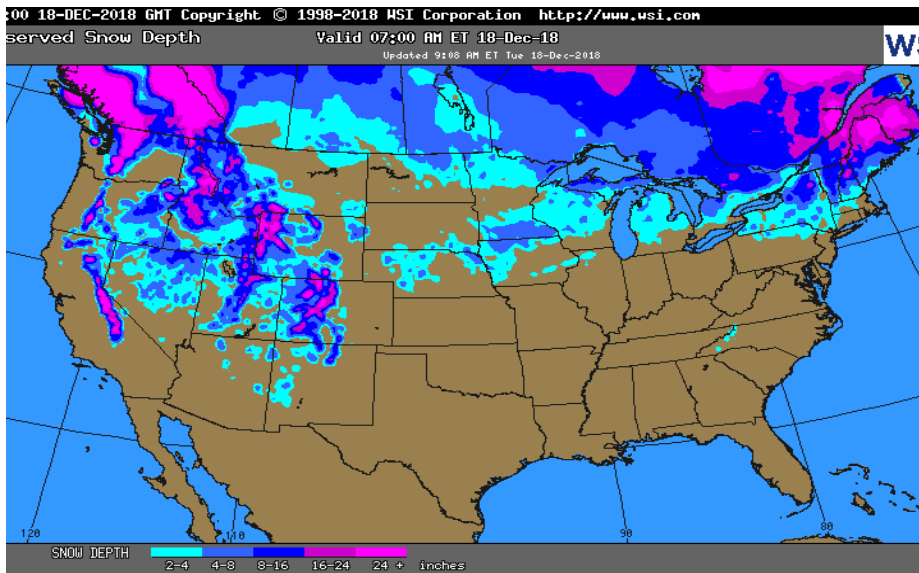 :00 18-DEC-2018 GMT Copyright © 1998-2018 WSI Corporation http://www.wsi.com
served Snow Depth Valid 07:00 AM ET 18-Dec-18
Updated 9:08 AM ET Tue 18-Dec-2018
WS
120 110 90 80
SNOW DEPTH
2-4 4-8 8-16 16-24 24 + inches